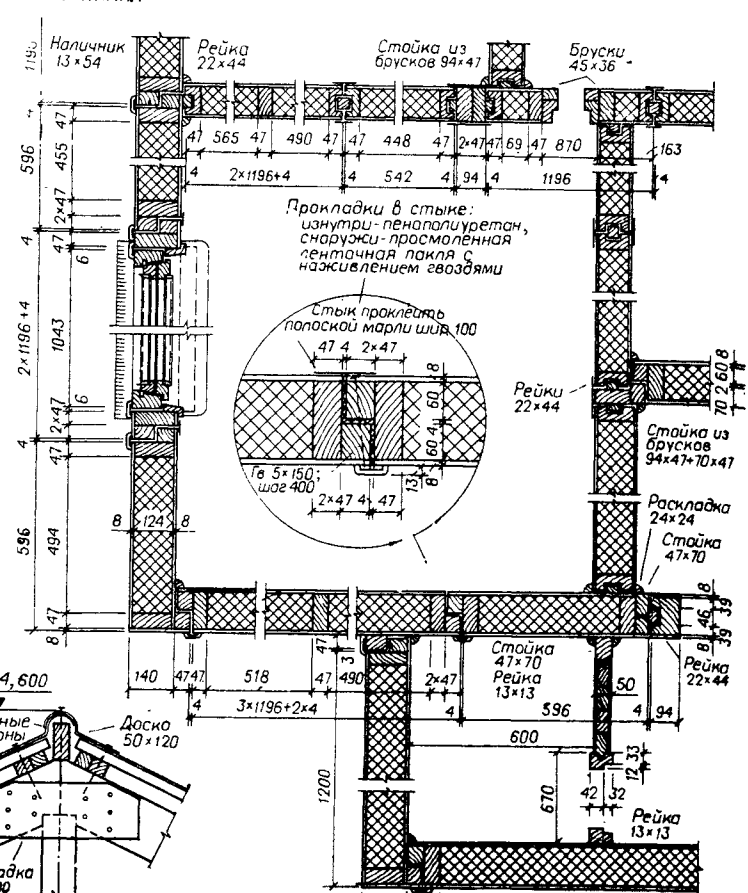 Наличник
13×54
Рейка
22×44
Стойка из
брусков 94×47
Бруски
45×36
47 565 47 490 47 47 448 47 2×47 47 69 47 870 163
4 2×1196+4 4 542 4 94 4 1196 4
1196
4
596
4
2×1196+4
4
596
47
455
2×47
47
6
1043
6
2×47
47
494
47
8
8 124 8
Прокладки в стыке:
изнутри-пенополиуретан,
снаружи-просмоленная
ленточная пакля с
наживлением гвоздями
Стык проклеить
полоской марли шир 100
47 4 2×47
8
60
4
60
8
13
Гв 5×150;
шаг 400
2×47 4 47
Рейки
22×44
8
60
2
70
Стойка из
брусков
94×47+70×47
Раскладка
24×24
Стойка
47×70
8
39
46
39
8
Рейка
22×44
140 47 47 518 47 490 2×47
47
3
Стойка
47×70
Рейка
13×13
50
4 3×1196+2×4 596 4 94
600
1200
670
33
12
42 32
Рейка
13×13
4,600
Доска
50×120